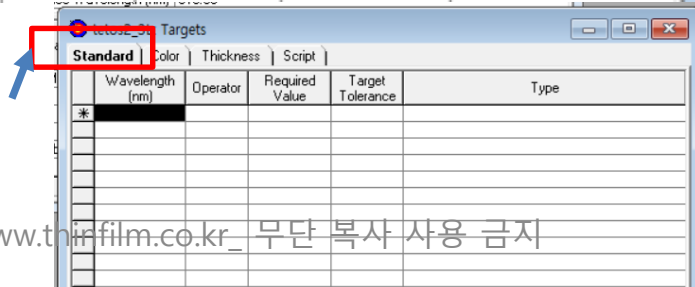 Targets
Standard Color Thickness Script
Wavelength (nm) Operator Required Value Target Tolerance Type
*
ww.thinfilm.co.kr_ 무단 복사 사용 금지